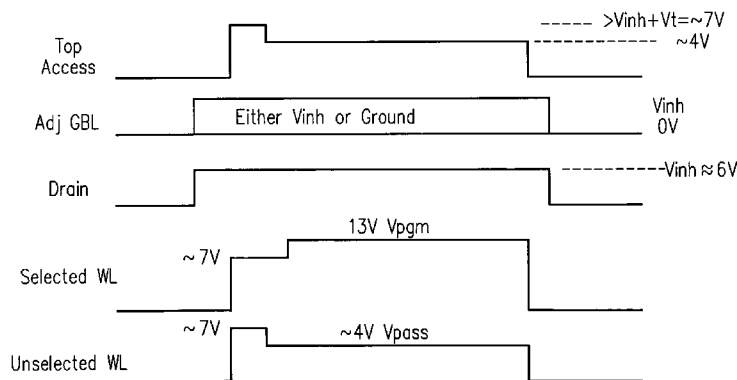 >Vinh+Vt=~7V
Top
Access
~4V
Adj GBL
Either Vinh or Ground
Vinh
0V
Drain
Vinh≈6V
13V Vpgm
~7V
Selected WL
~7V
~4V Vpass
Unselected WL